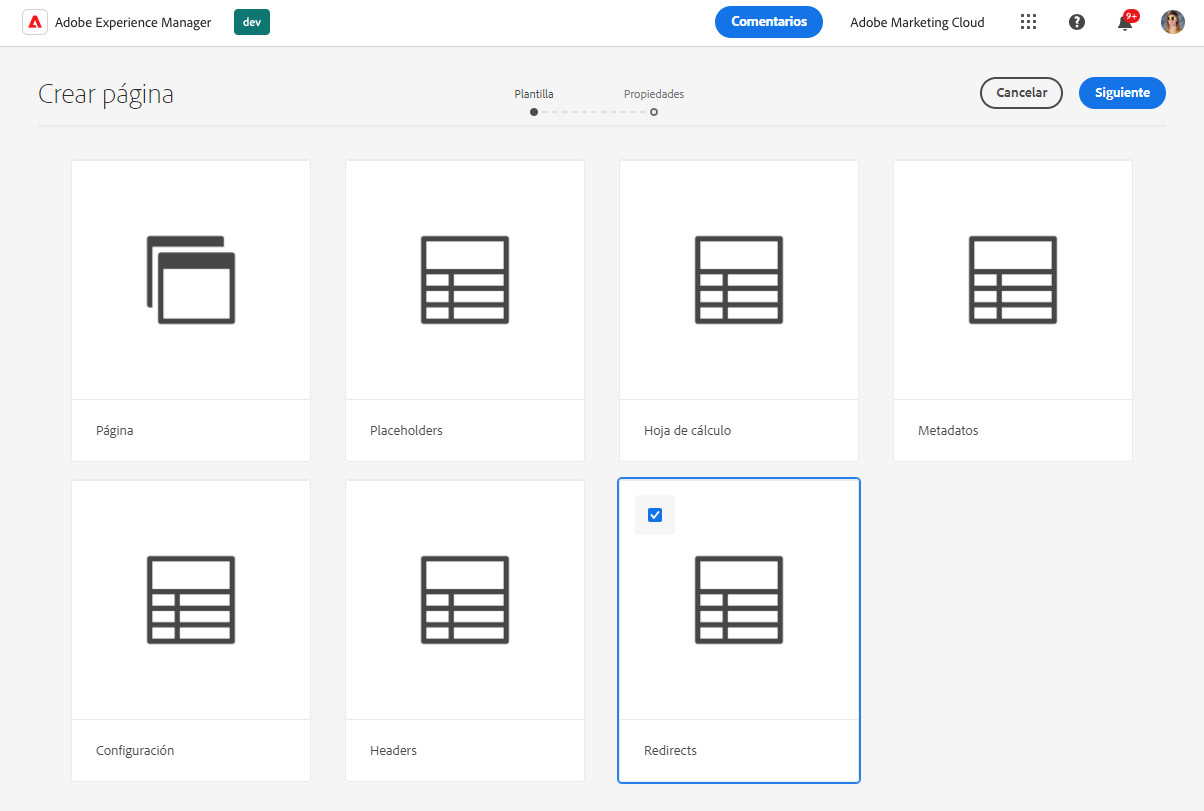 Adobe Experience Manager
dev
Comentarios
Adobe Marketing Cloud
9+
Crear página
Plantilla
Propiedades
Cancelar
Siguiente
Página
Placeholders
Hoja de cálculo
Metadatos
Configuración
Headers
Redirects